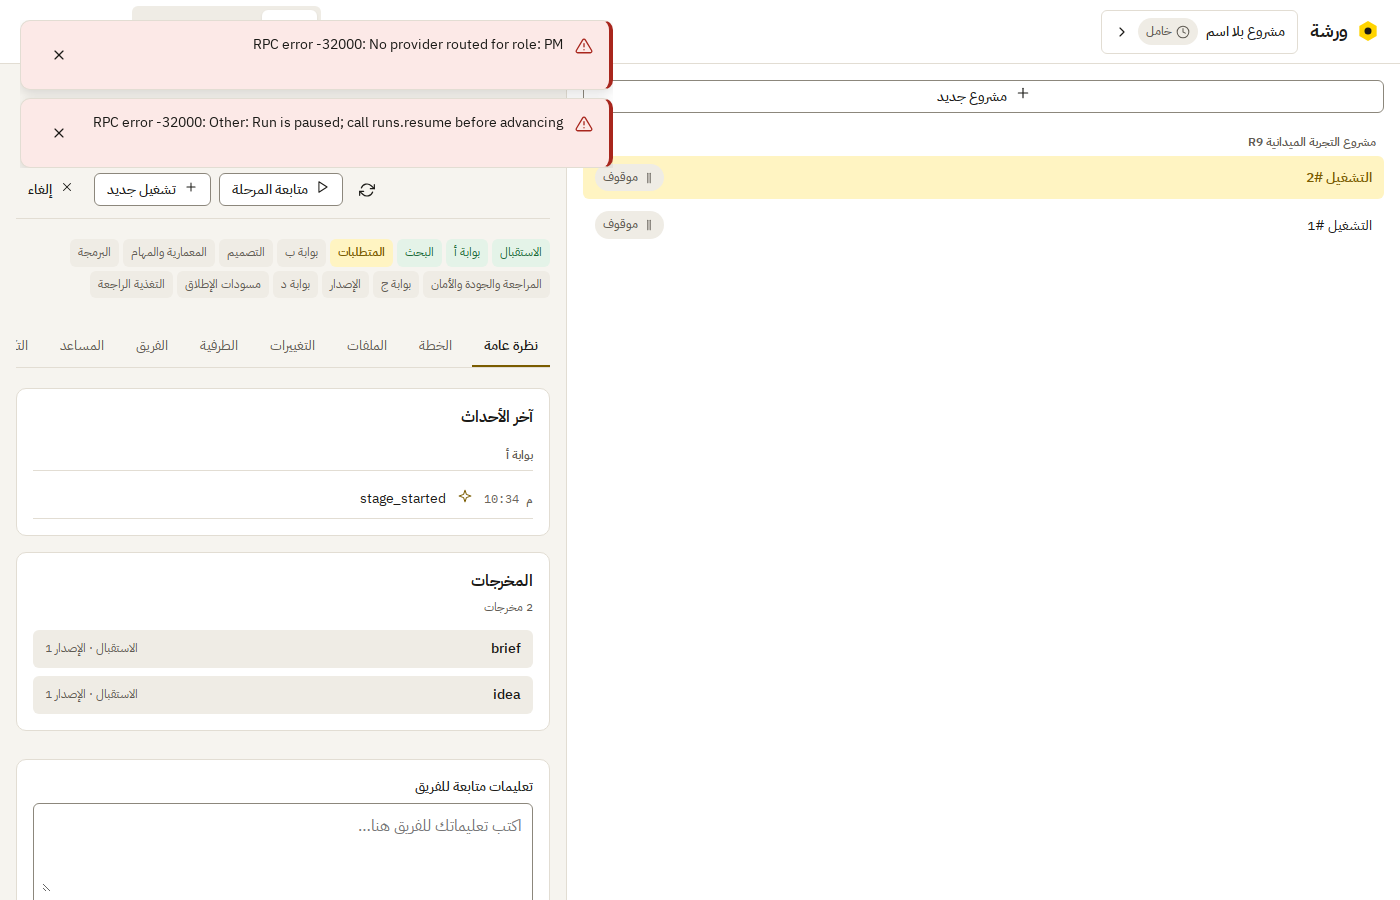 ورشة
مشروع بلا اسم
خامل
RPC error -32000: No provider routed for role: PM
RPC error -32000: Other: Run is paused; call runs.resume before advancing
مشروع جديد
مشروع التجربة الميدانية R9
التشغيل #2
موقوف
التشغيل #1
موقوف
متابعة المرحلة
تشغيل جديد
إلغاء
الاستقبال
بوابة أ
البحث
المتطلبات
بوابة ب
التصميم
المعمارية والمهام
البرمجة
المراجعة والجودة والأمان
بوابة ج
الإصدار
بوابة د
مسودات الإطلاق
التغذية الراجعة
نظرة عامة
الخطة
الملفات
التغييرات
الطرفية
الفريق
المساعد
آخر الأحداث
بوابة أ
10:34 م
stage_started
المخرجات
2 مخرجات
brief
الاستقبال · الإصدار 1
idea
الاستقبال · الإصدار 1
تعليمات متابعة للفريق
اكتب تعليماتك للفريق هنا...